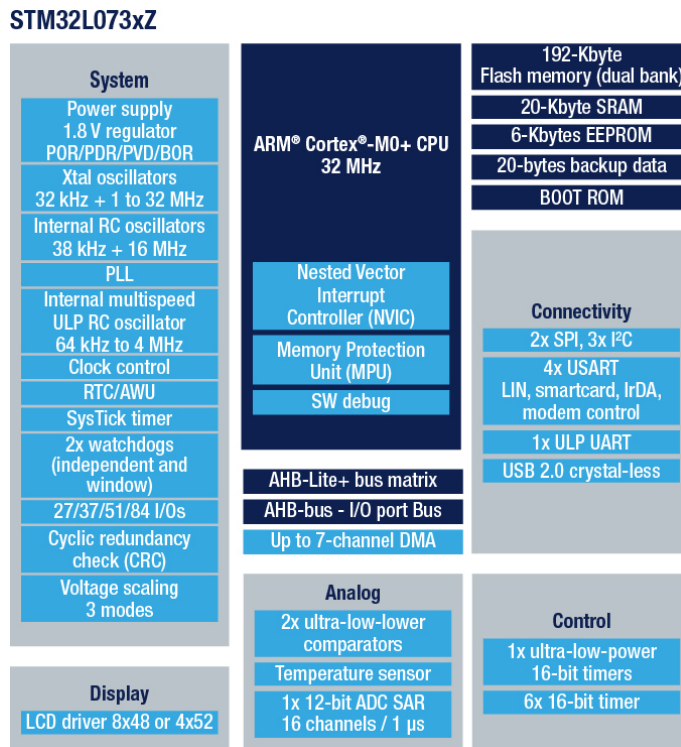 STM32L073xZ
System
Power supply
1.8 V regulator
POR/PDR/PVD/BOR
Xtal oscillators
32 kHz + 1 to 32 MHz
Internal RC oscillators
38 kHz + 16 MHz
PLL
Internal multispeed
ULP RC oscillator
64 kHz to 4 MHz
Clock control
RTC/AWU
SysTick timer
2x watchdogs
(independent and
window)
27/37/51/84 I/Os
Cyclic redundancy
check (CRC)
Voltage scaling
3 modes
Display
LCD driver 8x48 or 4x52
ARM® Cortex®-M0+ CPU
32 MHz
Nested Vector
Interrupt
Controller (NVIC)
Memory Protection
Unit (MPU)
SW debug
AHB-Lite+ bus matrix
AHB-bus - I/O port Bus
Up to 7-channel DMA
Analog
2x ultra-low-lower
comparators
Temperature sensor
1x 12-bit ADC SAR
16 channels / 1 µs
192-Kbyte
Flash memory (dual bank)
20-Kbyte SRAM
6-Kbytes EEPROM
20-bytes backup data
BOOT ROM
Connectivity
2x SPI, 3x I²C
4x USART
LIN, smartcard, IrDA,
modem control
1x ULP UART
USB 2.0 crystal-less
Control
1x ultra-low-power
16-bit timers
6x 16-bit timer